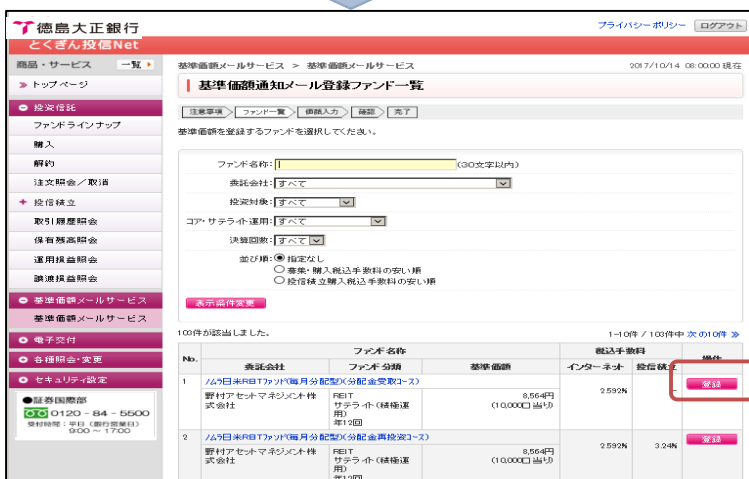 徳島大正銀行
プライバシーポリシー ログアウト
とくぎん投信Net
商品・サービス 一覧
トップページ
投資信託
ファンドラインナップ
購入
解約
注文照会／取消
投信積立
取引履歴照会
保有残高照会
運用損益照会
譲渡損益照会
基準価額メールサービス
基準価額メールサービス
電子交付
各種照会・変更
セキュリティ設定
●証券国際部
0120-84-5500
受付時間：平日（銀行営業日）
9:00～17:00
基準価額メールサービス > 基準価額メールサービス
2017/10/14 08:00:00 現在
基準価額通知メール登録ファンド一覧
注意事項 ファンド一覧 価額入力 確認 完了
基準価額を登録するファンドを選択してください。
ファンド名称: (30文字以内)
委託会社: すべて
投資対象: すべて
コア・サテライト運用: すべて
決算回数: すべて
並び順: 指定なし
募集・購入税込手数料の安い順
投信積立購入税込手数料の安い順
表示条件変更
103件が該当しました。
1-10件 / 103件中 次の10件 ≫
No. ファンド名称 税込手数料 操作
委託会社 ファンド分類 基準価額 インターネット 投信積立
1 ノムラ日米REITファンド(毎月分配型)(分配金受取コース)
野村アセットマネジメント株式会社
REIT
サテライト(積極運用)
年12回
8,564円
(10,000口当り)
2.592% - 登録
2 ノムラ日米REITファンド(毎月分配型)(分配金再投資コース)
野村アセットマネジメント株式会社
REIT
サテライト(積極運用)
年12回
8,564円
(10,000口当り)
2.592% 3.24% 登録